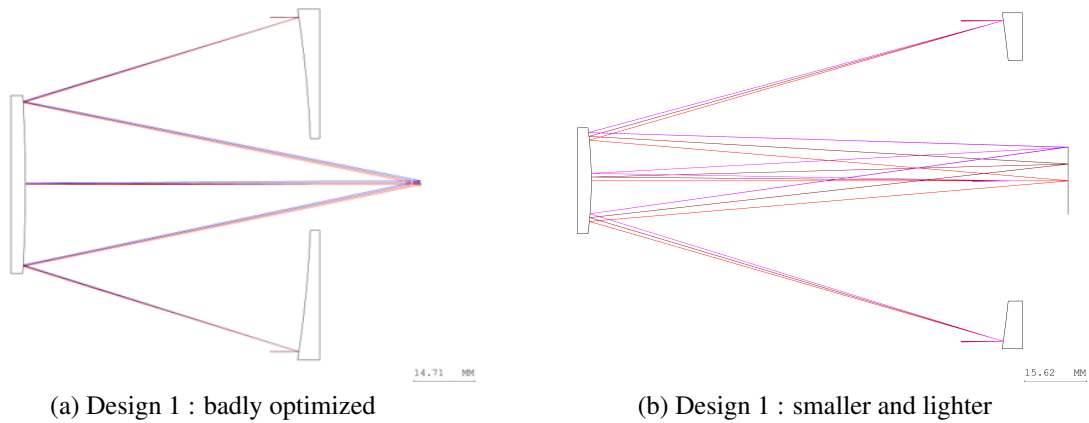 14.71 MM
15.62 MM
(a) Design 1 : badly optimized
(b) Design 1 : smaller and lighter